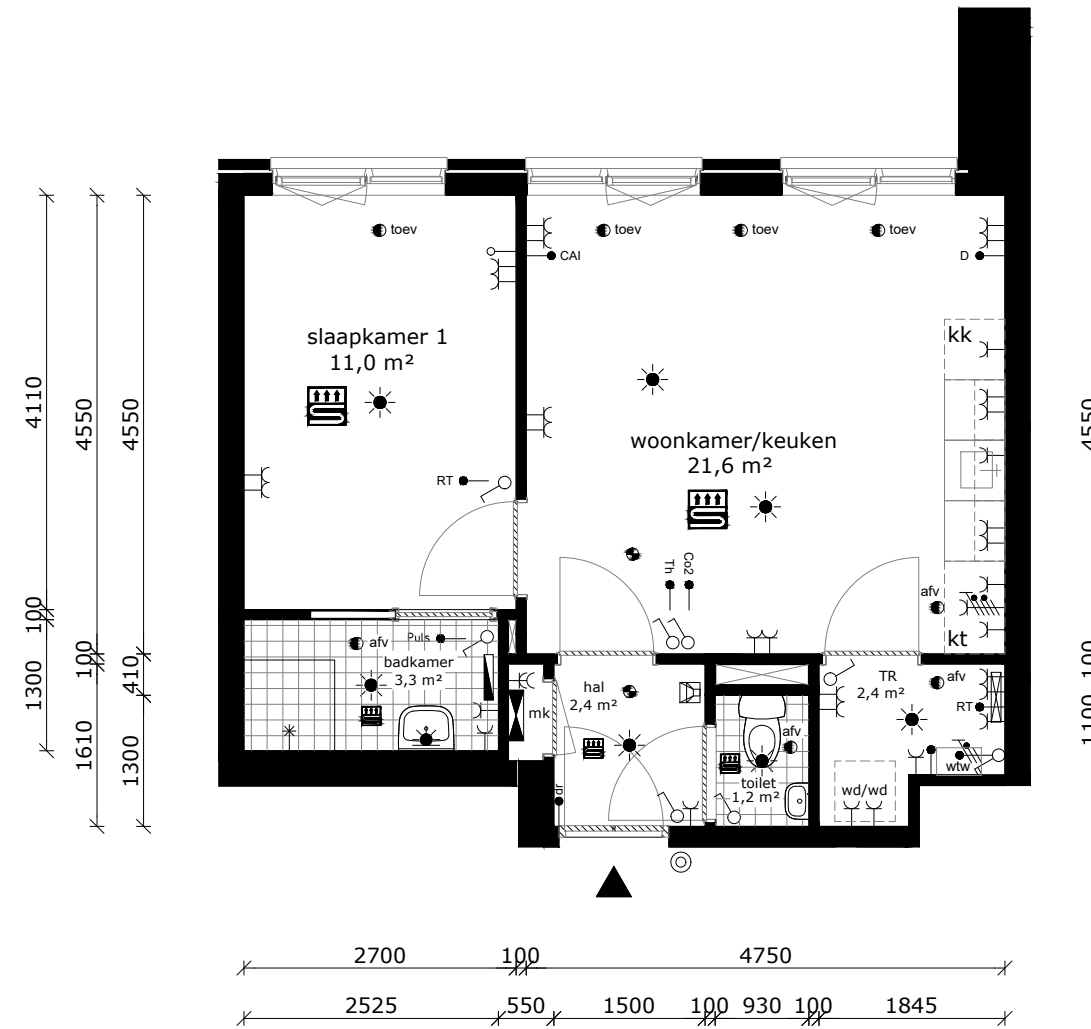 toev
toev
toev
toev
CAI
D
slaapkamer 1
11,0 m²
kk
woonkamer/keuken
21,6 m²
RT
Th
Co2
afv
kt
afv
Puls
badkamer
3,3 m²
mk
hal
2,4 m²
TR
2,4 m²
afv
RT
afv
toilet
1,2 m²
wtw
wd/wd
dr
4110
100
1300
4550
100
1610
4550
410
1300
4550
100
1100
2700
100
4750
2525
550
1500
100
930
100
1845